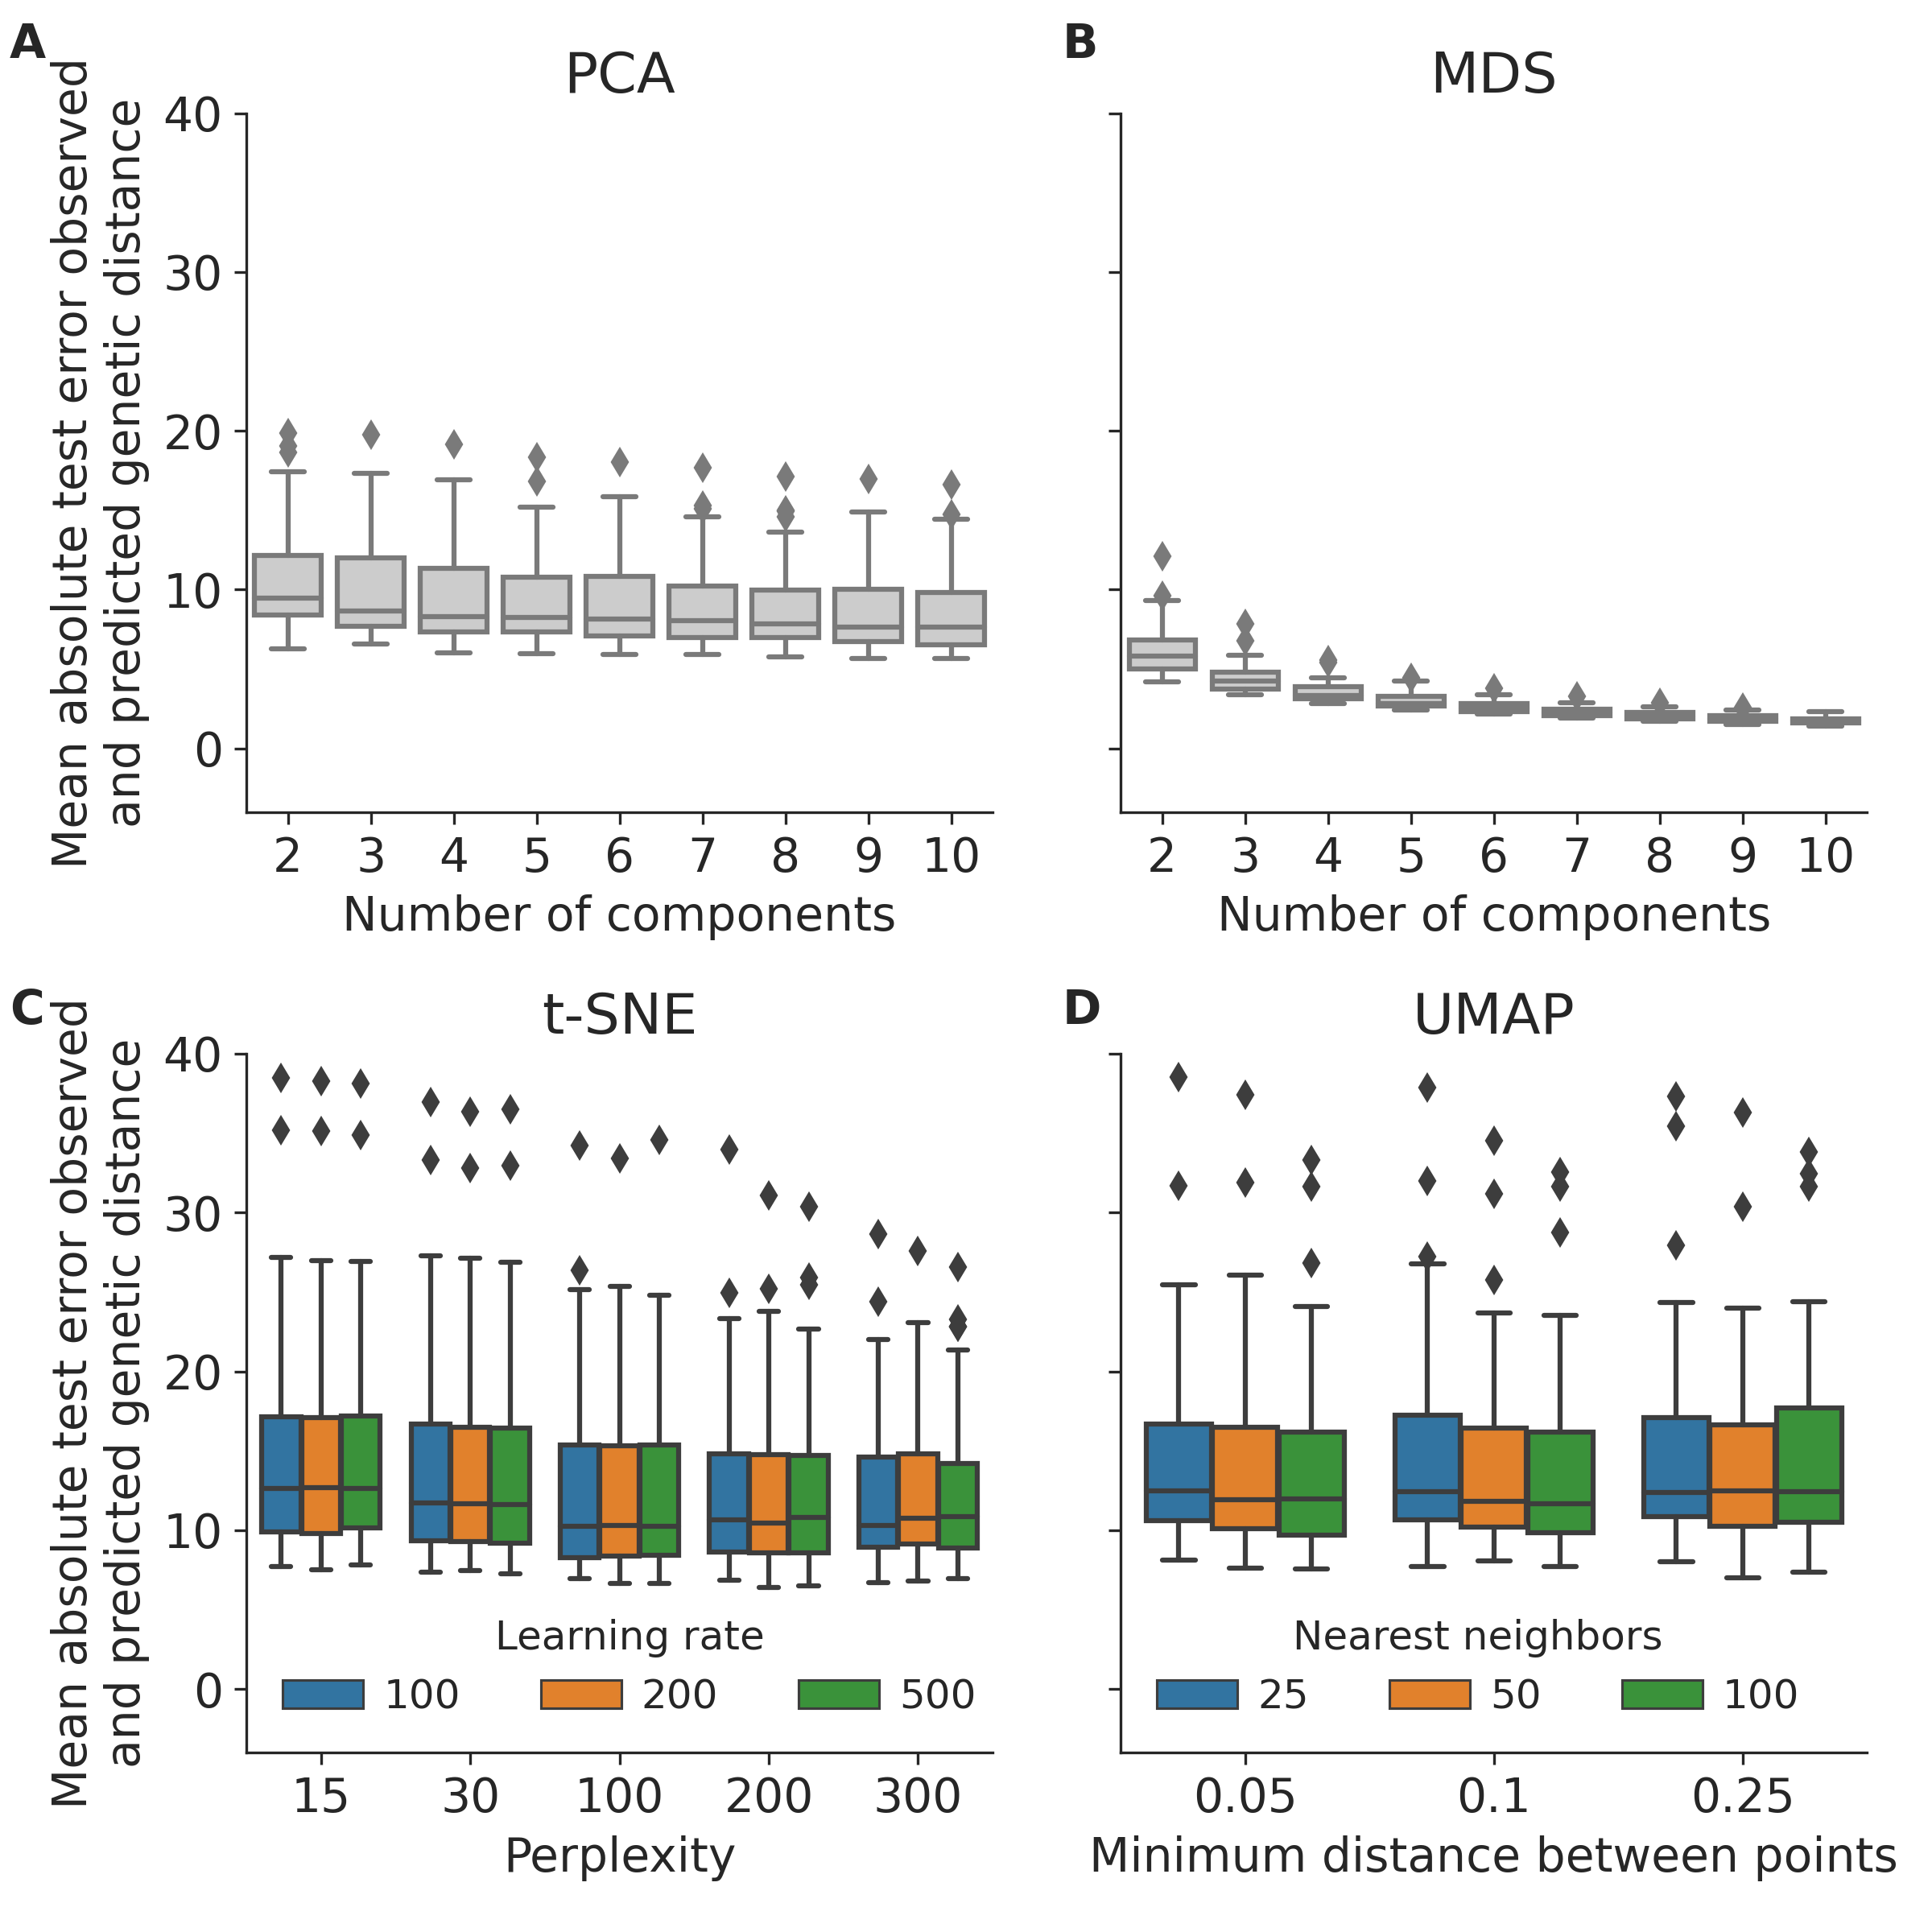 A
PCA
Mean absolute test error observed
and predicted genetic distance
40
30
20
10
0
2 3 4 5 6 7 8 9 10
Number of components
B
MDS
2 3 4 5 6 7 8 9 10
Number of components
C
t-SNE
Mean absolute test error observed
and predicted genetic distance
40
30
20
10
0
Learning rate
100 200 500
15 30 100 200 300
Perplexity
D
UMAP
Nearest neighbors
25 50 100
0.05 0.1 0.25
Minimum distance between points